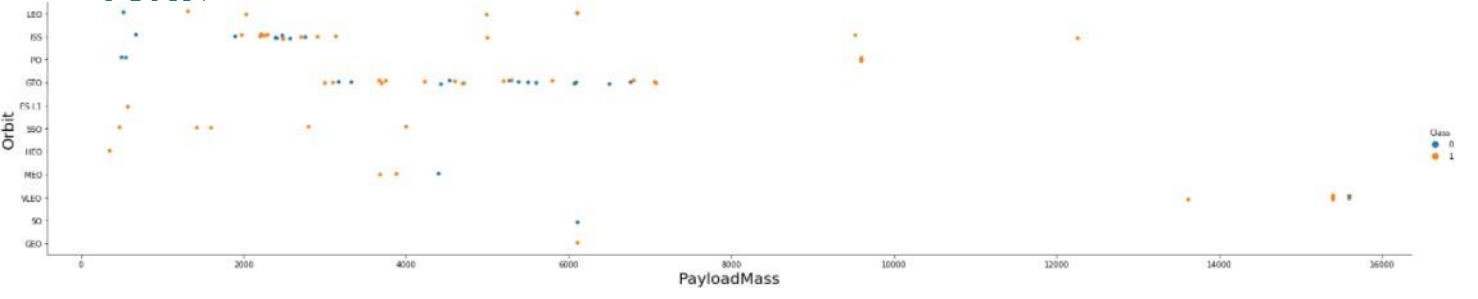 LEO
ISS
PO
GTO
ES-L1
SSO
HEO
MEO
VLEO
SO
GEO
Orbit
0 2000 4000 6000 8000 10000 12000 14000 16000
PayloadMass
Class
0
1